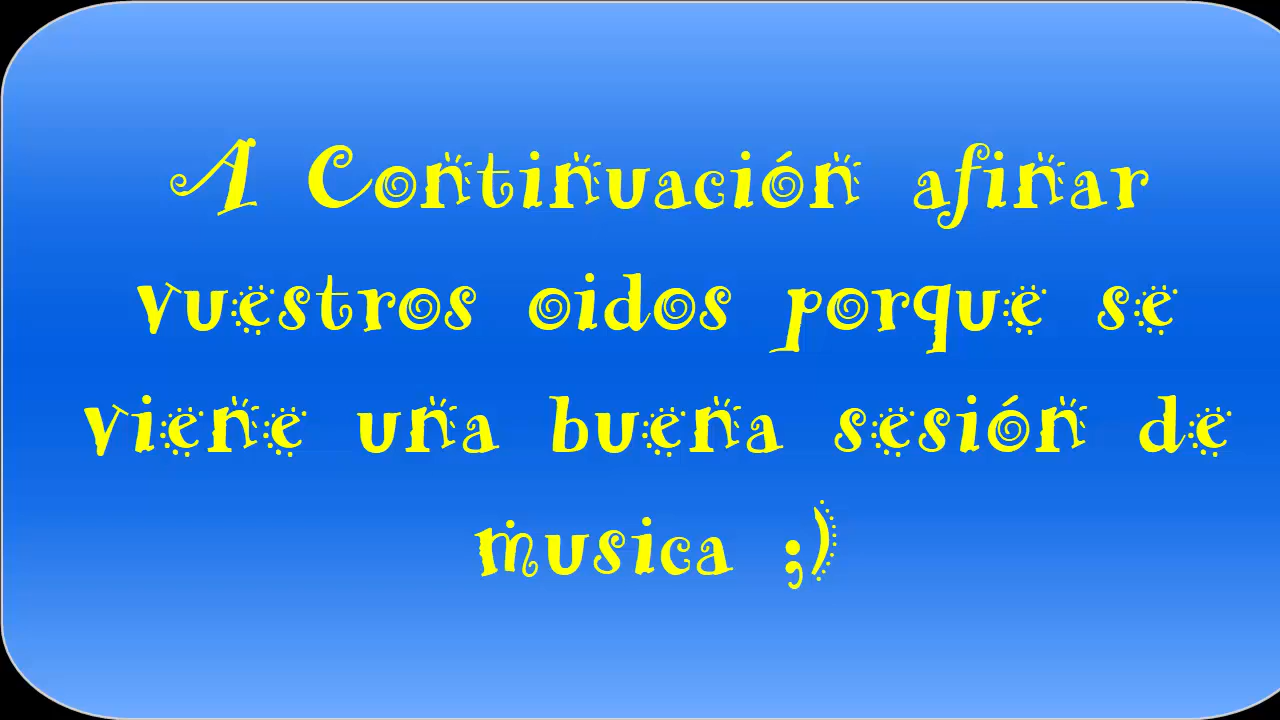 A Continuación afinar
vuestros oidos porque se
viene una buena sesión de
musica ;)